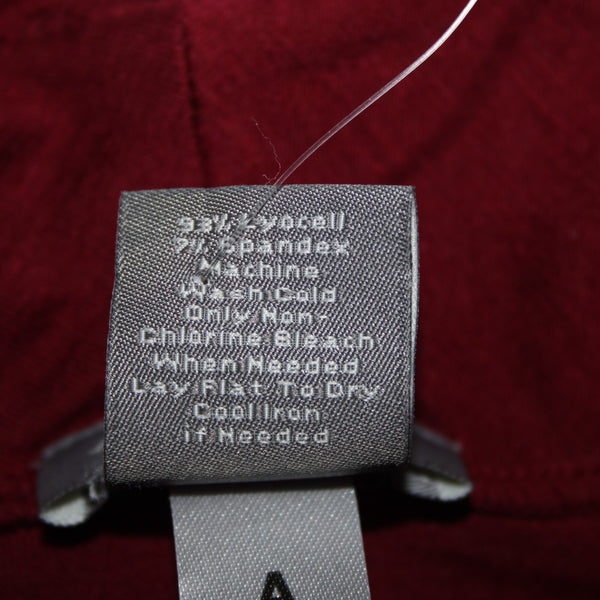 93% Lyocell
7% Spandex
Machine
Wash Cold
Only Non-
Chlorine Bleach
When Needed
Lay Flat To Dry
Cool Iron
if Needed
A